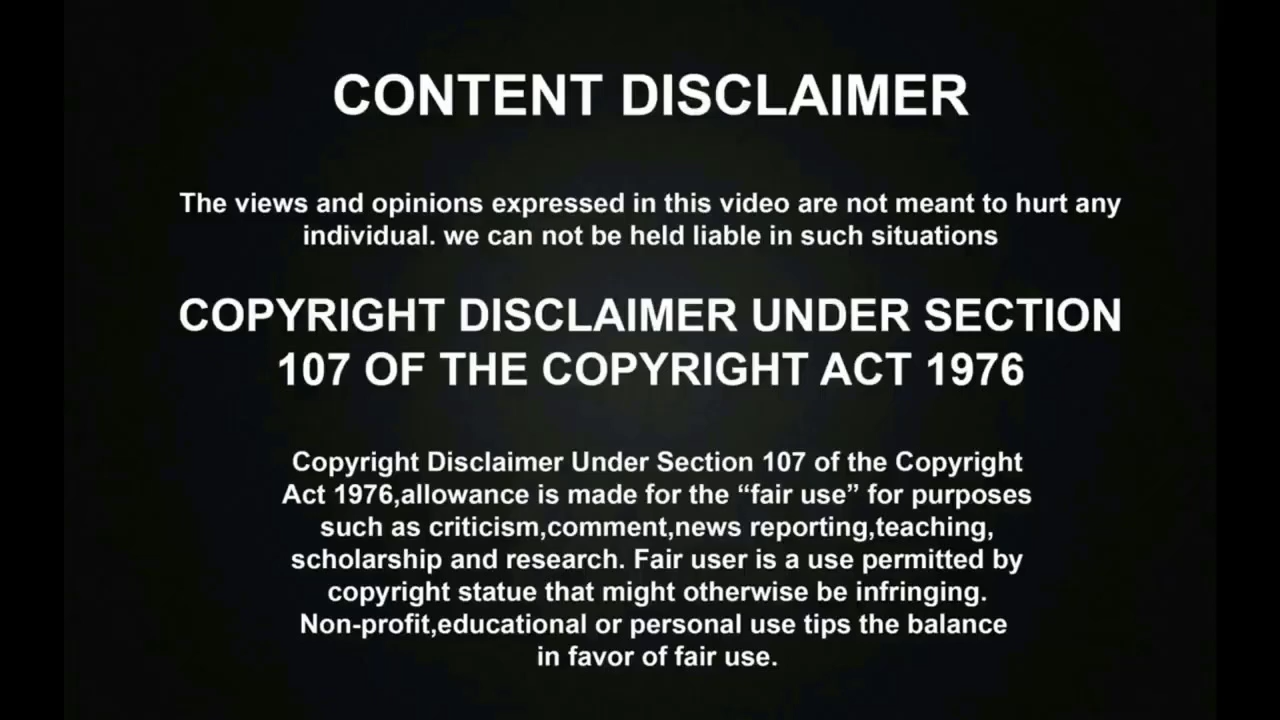 CONTENT DISCLAIMER
The views and opinions expressed in this video are not meant to hurt any
individual. we can not be held liable in such situations
COPYRIGHT DISCLAIMER UNDER SECTION
107 OF THE COPYRIGHT ACT 1976
Copyright Disclaimer Under Section 107 of the Copyright
Act 1976,allowance is made for the “fair use” for purposes
such as criticism,comment,news reporting,teaching,
scholarship and research. Fair user is a use permitted by
copyright statue that might otherwise be infringing.
Non-profit,educational or personal use tips the balance
in favor of fair use.